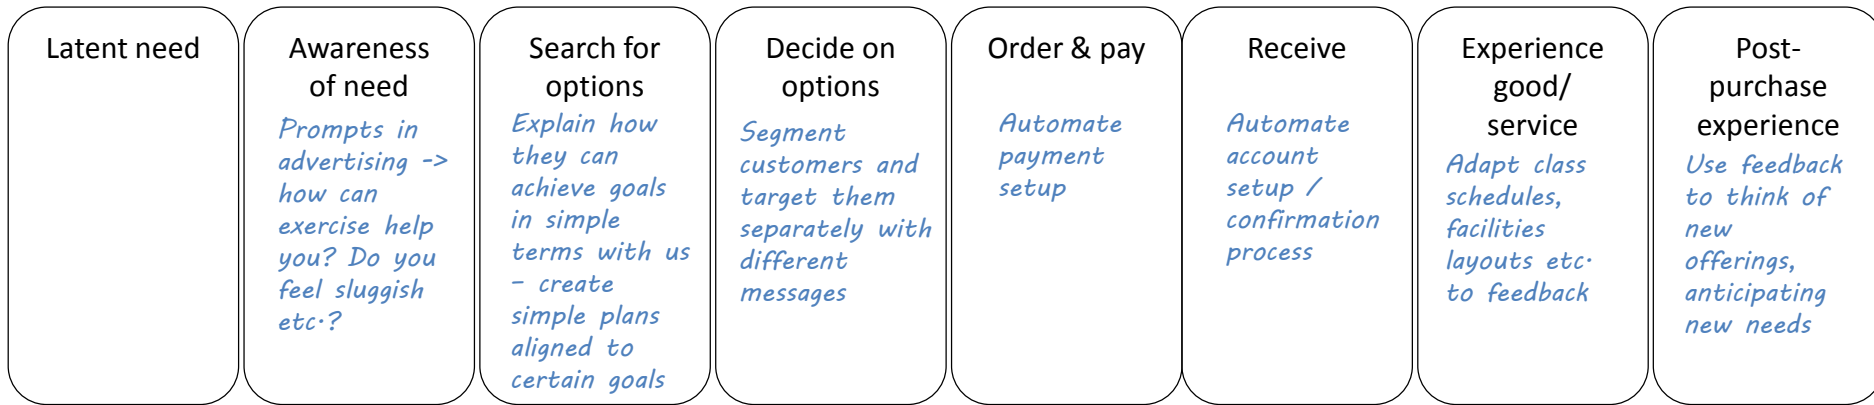 Latent need
Awareness
of need
Prompts in
advertising ->
how can
exercise help
you? Do you
feel sluggish
etc.?
Search for
options
Explain how
they can
achieve goals
in simple
terms with us
– create
simple plans
aligned to
certain goals
Decide on
options
Segment
customers and
target them
separately with
different
messages
Order & pay
Automate
payment
setup
Receive
Automate
account
setup /
confirmation
process
Experience
good/
service
Adapt class
schedules,
facilities
layouts etc.
to feedback
Post-
purchase
experience
Use feedback
to think of
new
offerings,
anticipating
new needs